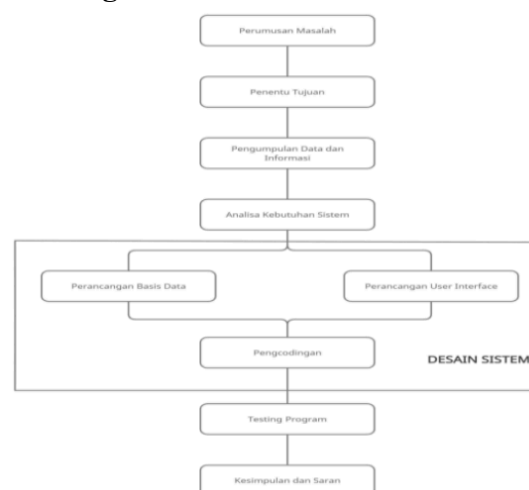 Perumusan Masalah
Penentu Tujuan
Pengumpulan Data dan
Informasi
Analisa Kebutuhan Sistem
Perancangan Basis Data
Perancangan User Interface
Pengcodingan
DESAIN SISTEM
Testing Program
Kesimpulan dan Saran